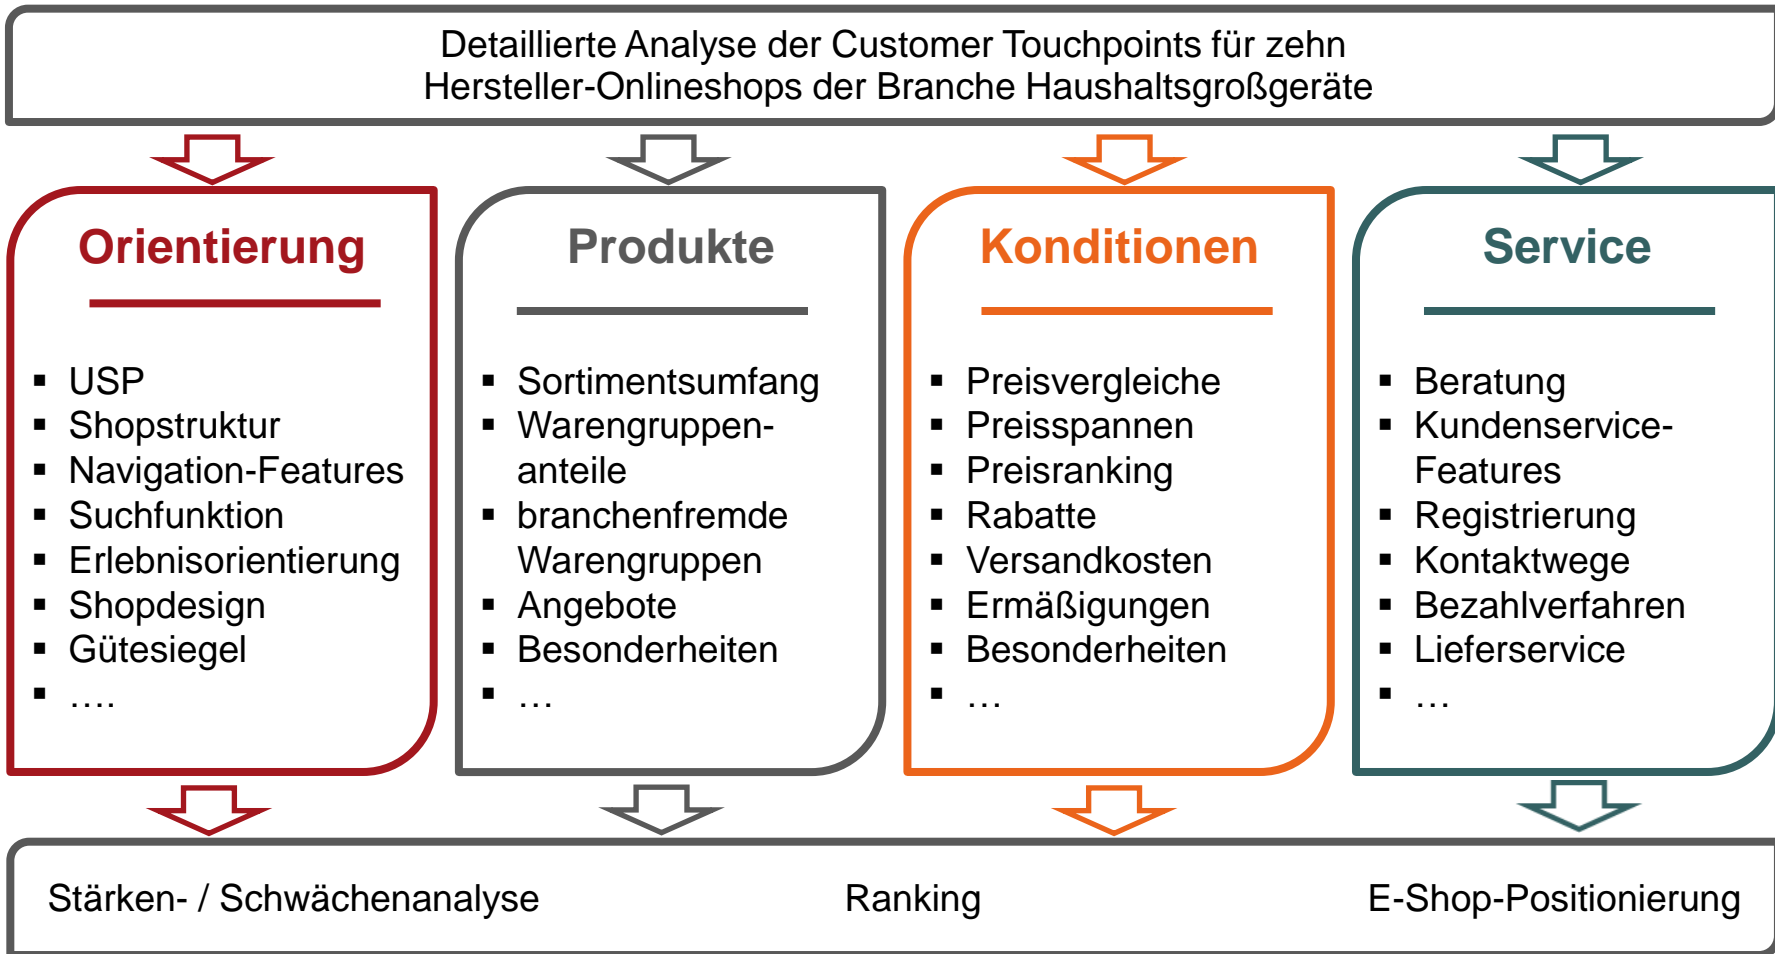 Detaillierte Analyse der Customer Touchpoints für zehn
Hersteller-Onlineshops der Branche Haushaltsgroßgeräte
Orientierung
▪ USP
▪ Shopstruktur
▪ Navigation-Features
▪ Suchfunktion
▪ Erlebnisorientierung
▪ Shopdesign
▪ Gütesiegel
▪ ….
Produkte
▪ Sortimentsumfang
▪ Warengruppen-
anteile
▪ branchenfremde
Warengruppen
▪ Angebote
▪ Besonderheiten
▪ …
Konditionen
▪ Preisvergleiche
▪ Preisspannen
▪ Preisranking
▪ Rabatte
▪ Versandkosten
▪ Ermäßigungen
▪ Besonderheiten
▪ …
Service
▪ Beratung
▪ Kundenservice-
Features
▪ Registrierung
▪ Kontaktwege
▪ Bezahlverfahren
▪ Lieferservice
▪ …
Stärken- / Schwächenanalyse
Ranking
E-Shop-Positionierung